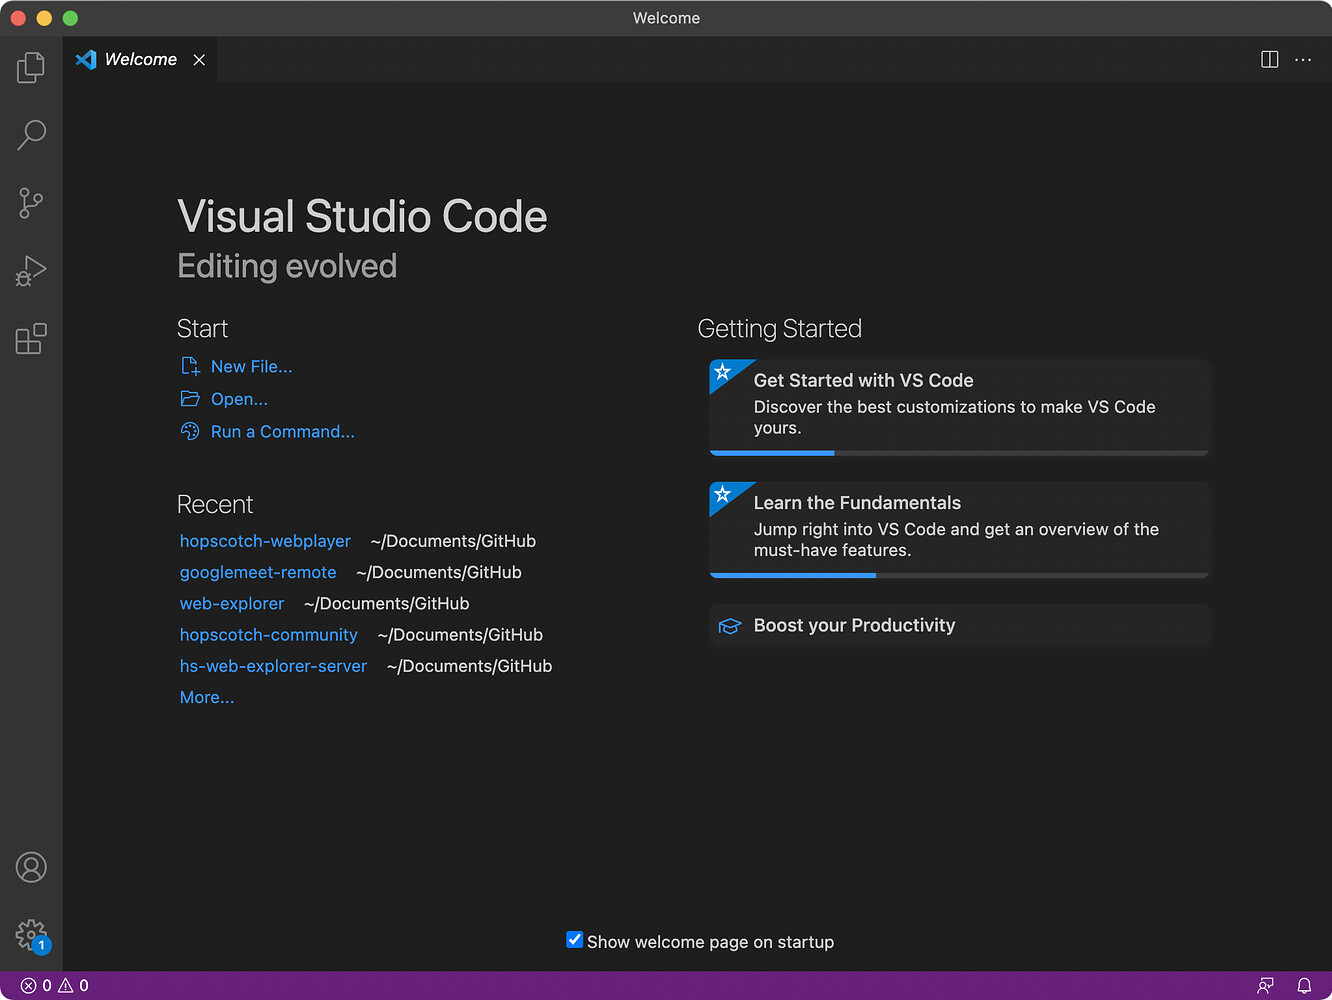 Welcome
Welcome
Visual Studio Code
Editing evolved
Start
New File...
Open...
Run a Command...
Recent
hopscotch-webplayer ~/Documents/GitHub
googlemeet-remote ~/Documents/GitHub
web-explorer ~/Documents/GitHub
hopscotch-community ~/Documents/GitHub
hs-web-explorer-server ~/Documents/GitHub
More...
Getting Started
Get Started with VS Code
Discover the best customizations to make VS Code
yours.
Learn the Fundamentals
Jump right into VS Code and get an overview of the
must-have features.
Boost your Productivity
Show welcome page on startup
1
0 0